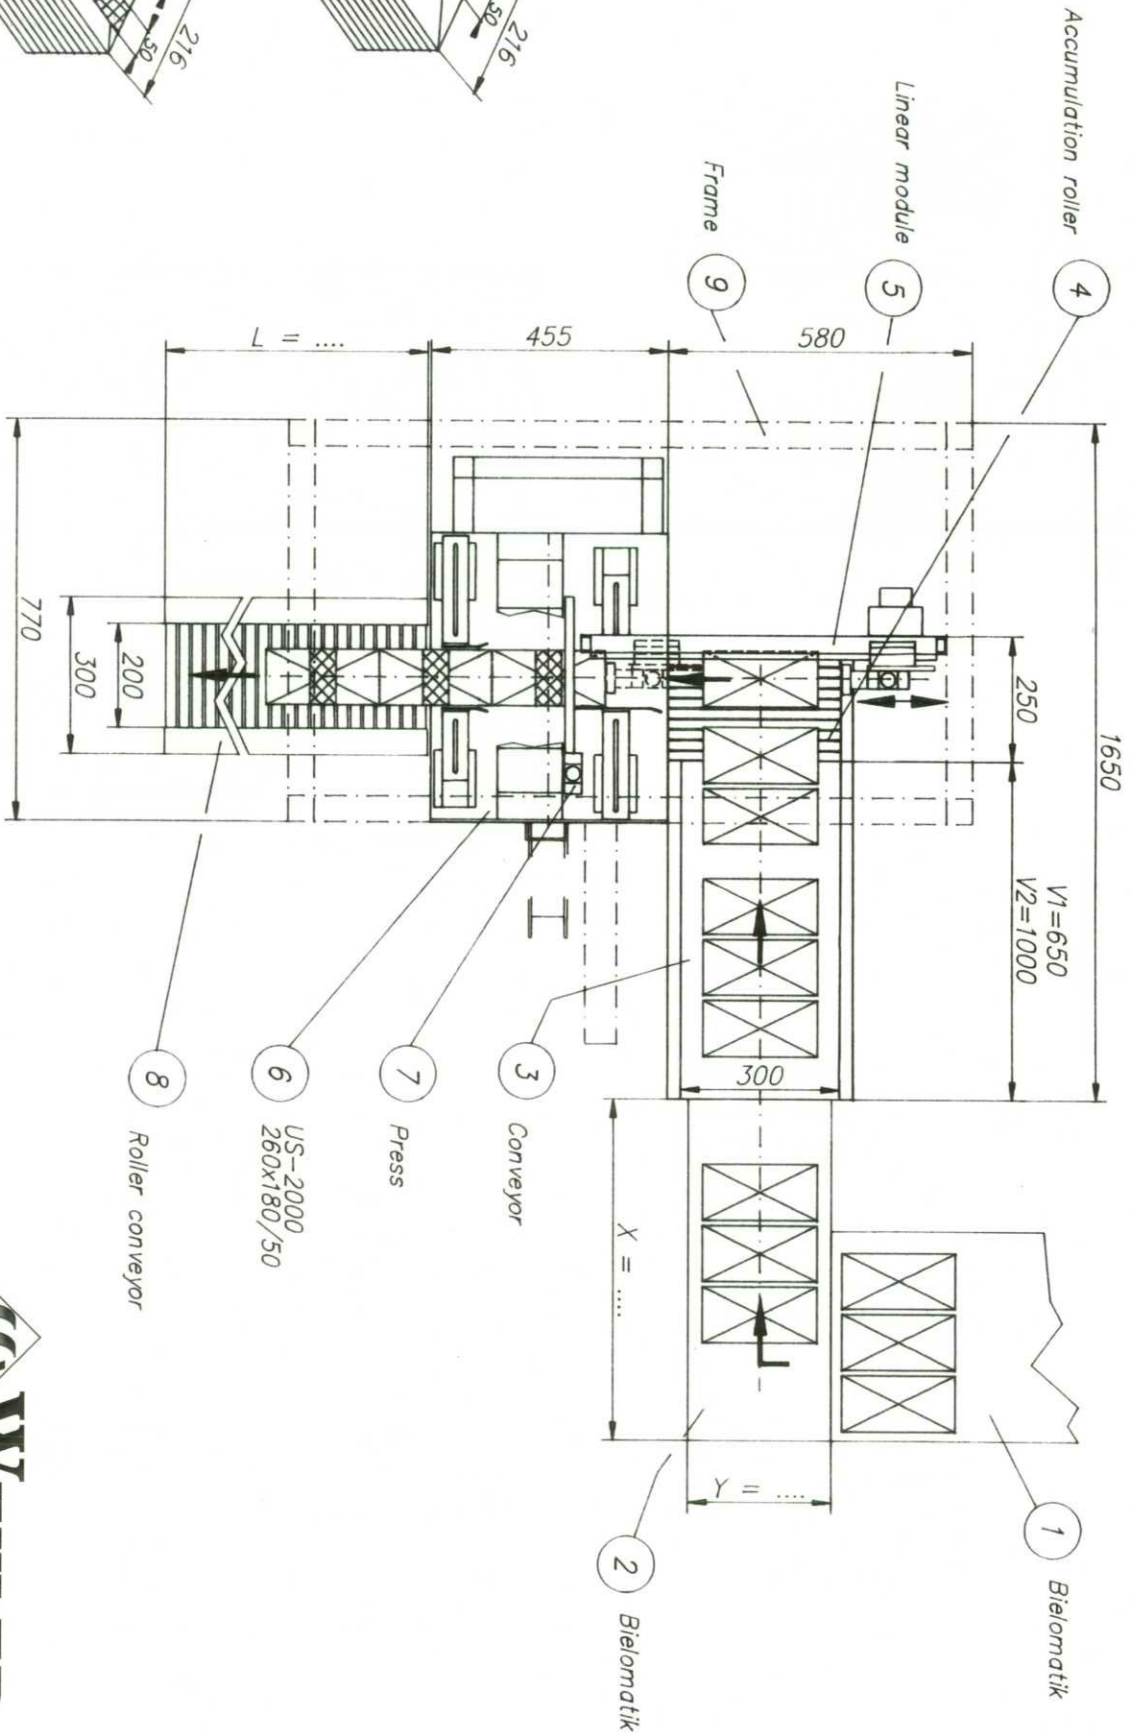 216
50
216
50
Accumulation roller
4
Linear module
5
Frame
9
L = ....
455
580
1650
250
V1=650
V2=1000
770
300
200
300
X = ....
Y = ....
1
Bielomatik
2
Bielomatik
3
Conveyor
7
Press
6
US-2000
260x180/50
8
Roller conveyor